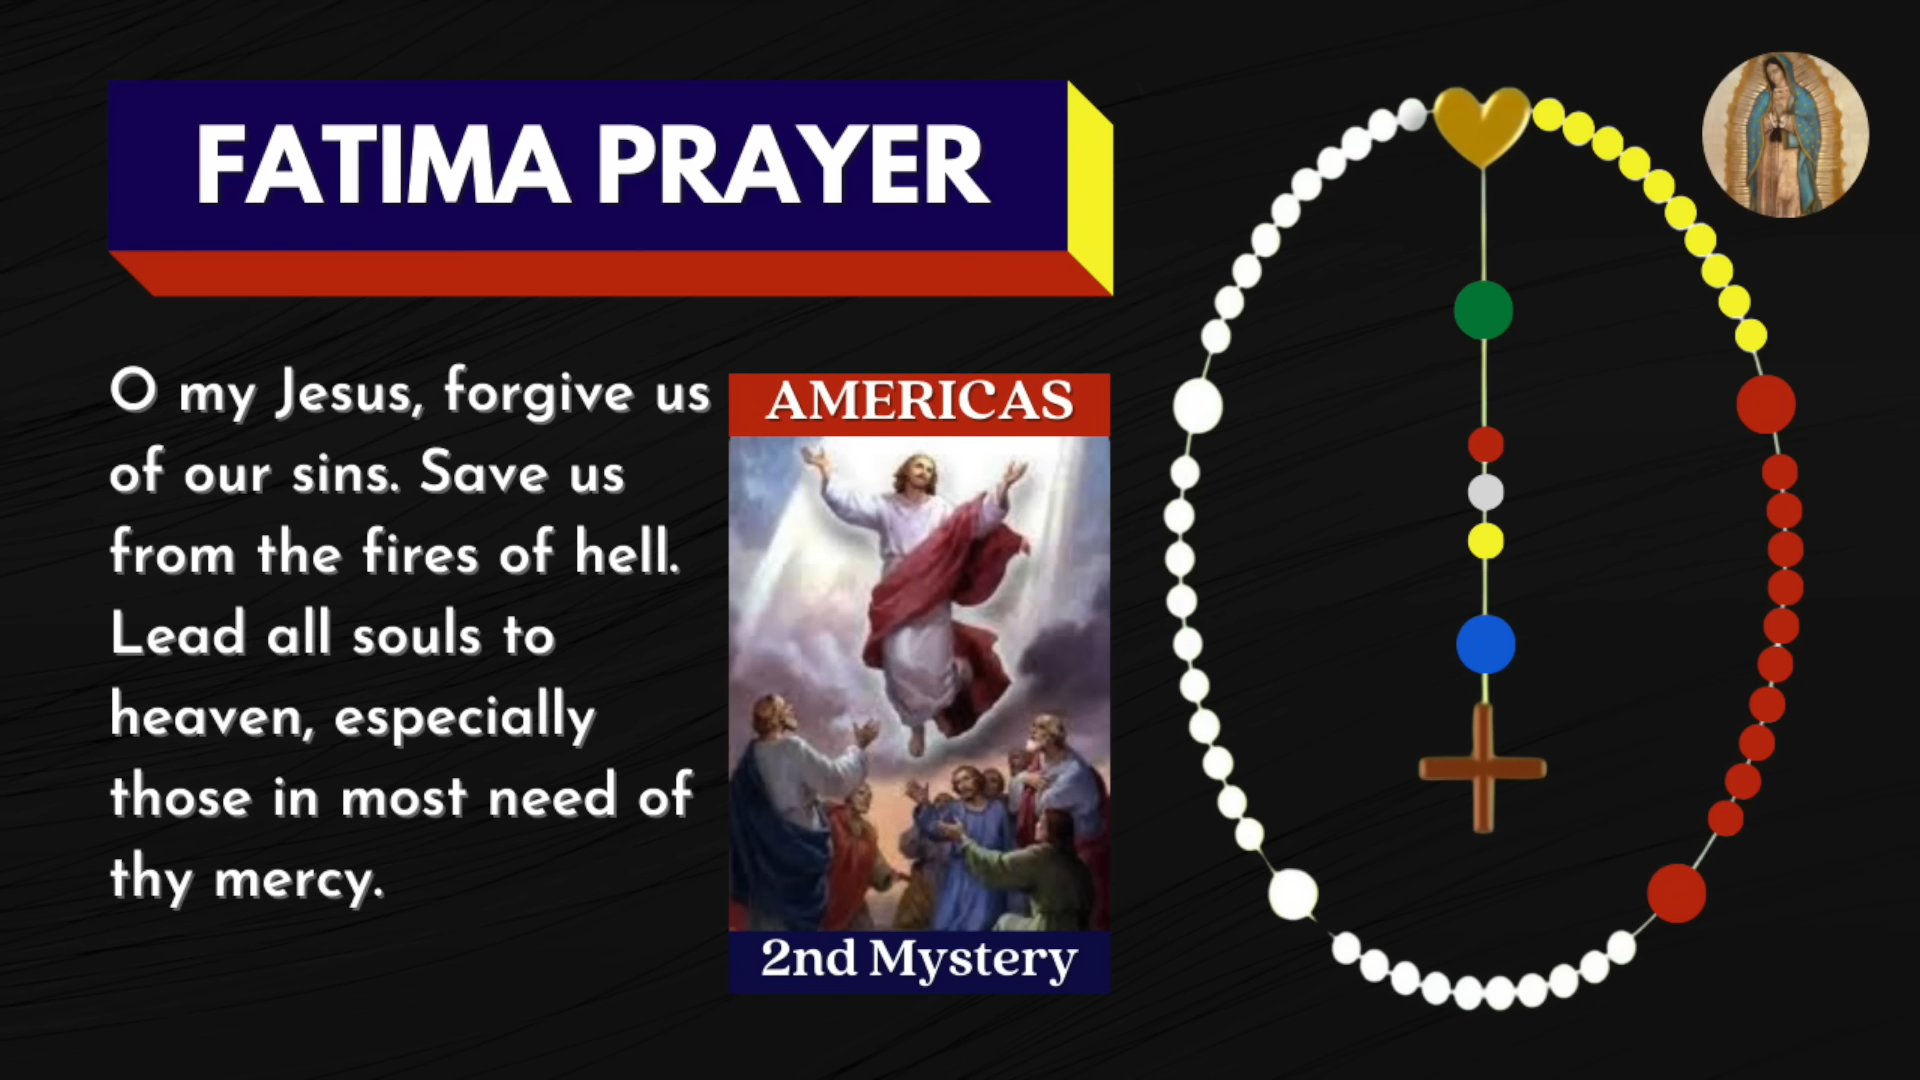 FATIMA PRAYER
O my Jesus, forgive us
of our sins. Save us
from the fires of hell.
Lead all souls to
heaven, especially
those in most need of
thy mercy.
AMERICAS
2nd Mystery